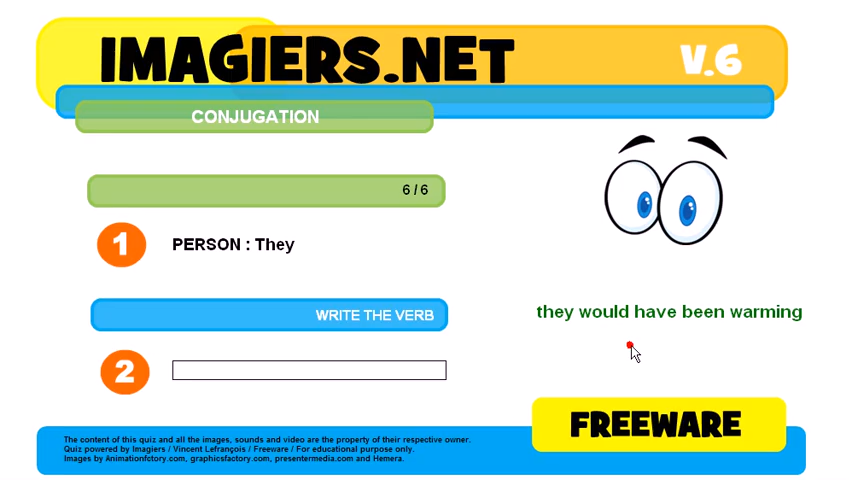 IMAGIERS.NET
V.6
CONJUGATION
6 / 6
1
PERSON : They
WRITE THE VERB
they would have been warming
2
FREEWARE
The content of this quiz and all the images, sounds and video are the property of their respective owner.
Quiz powered by Imagiers / Vincent Lefrançois / Freeware / For educational purpose only.
Images by Animationfctory.com, graphicsfactory.com, presentermedia.com and Hemera.